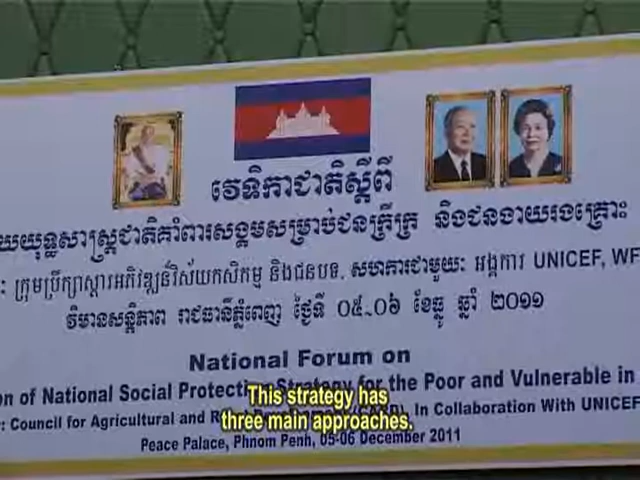 វេទិកាជាតិស្តីពី
យុទ្ធសាស្ត្រជាតិគាំពារសង្គមសម្រាប់ជនក្រីក្រ និងជនងាយរងគ្រោះ
ក្រុមប្រឹក្សាស្តារអភិវឌ្ឍន៍វិស័យកសិកម្ម និងជនបទ, សហការជាមួយ: អង្គការ UNICEF, WF
វិមានសន្តិភាព រាជធានីភ្នំពេញ ថ្ងៃទី ០៥-០៦ ខែធ្នូ ឆ្នាំ ២០១១
National Forum on
on of National Social Protection Strategy for the Poor and Vulnerable in
: Council for Agricultural and In Collaboration With UNICEF
Peace Palace, Phnom Penh, 05-06 December 2011
This strategy has
three main approaches.